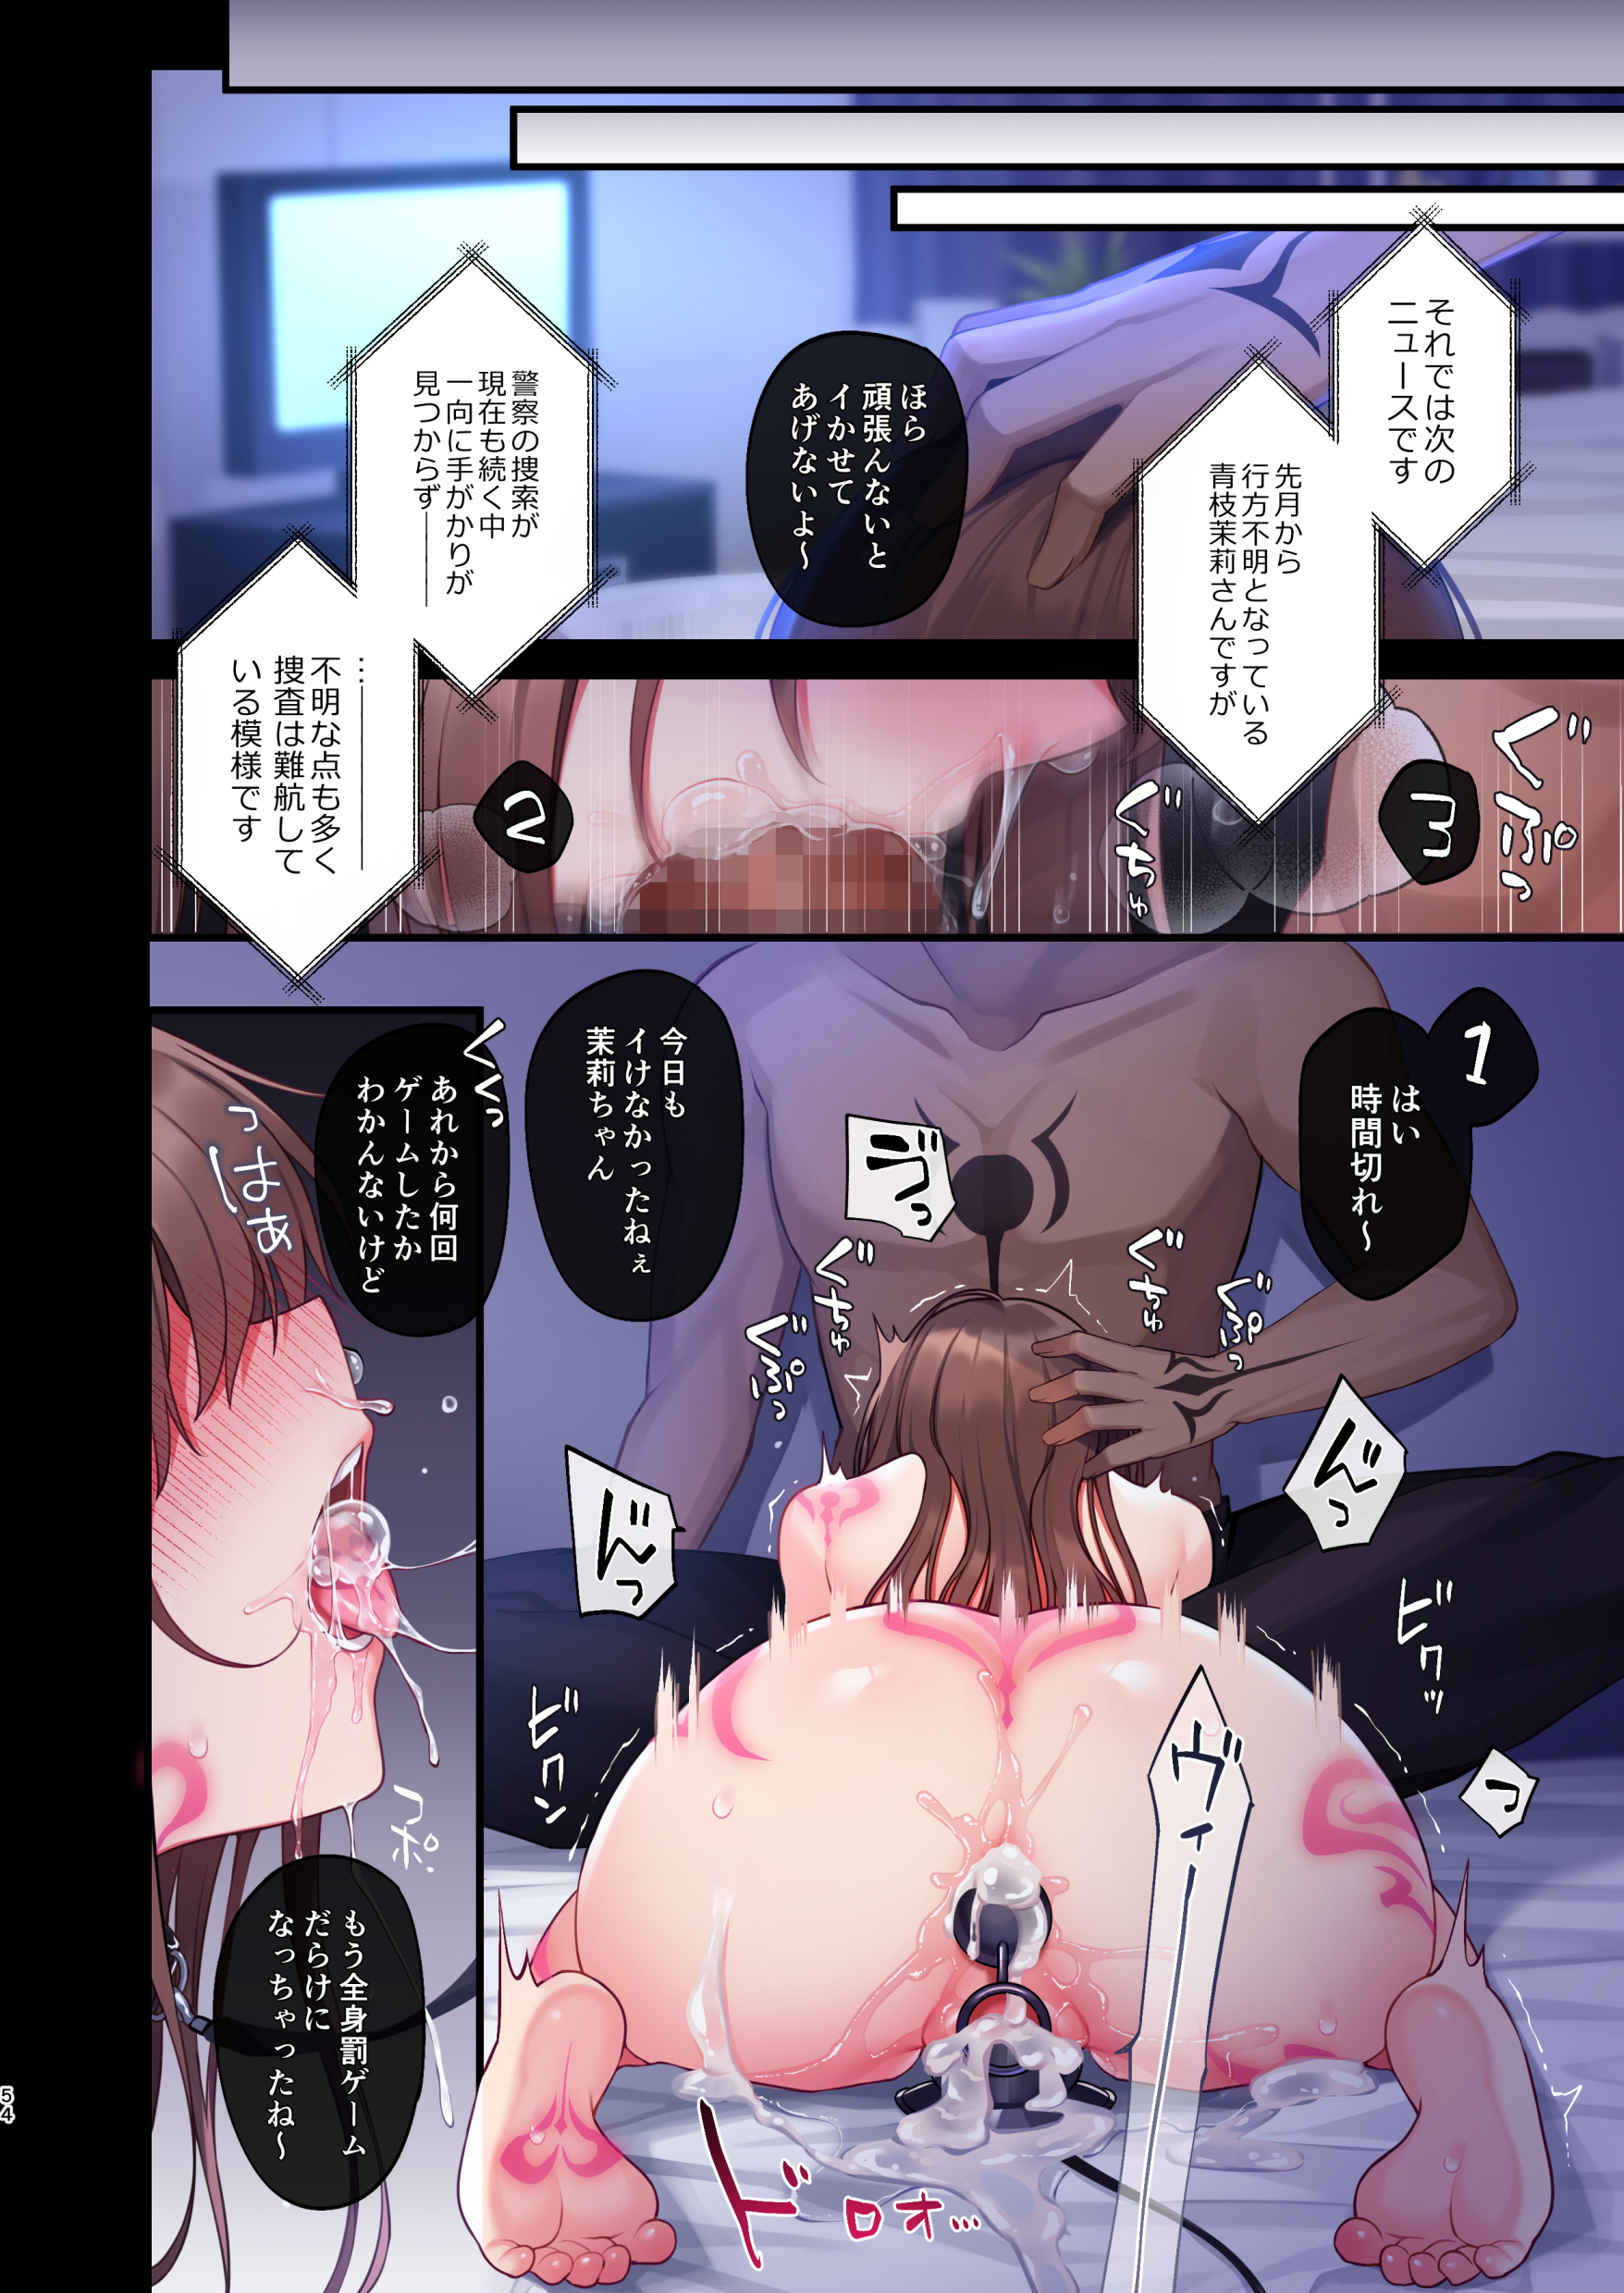 それでは次の
ニュースです
先月から
行方不明となっている
青枝茉莉さんですが
ほら
頑張んないと
イかせて
あげないよ～
警察の捜索が
現在も続く中
一向に手がかりが
見つからず――
…――――
不明な点も多く
捜査は難航して
いる模様です
ぐぷっ
3
ぐちゅ
2
1
はい
時間切れ～
今日も
イけなかったねぇ
茉莉ちゃん
ヅっ
ぐちゅ
ぐぷっ
ぐちゅ
ぐぷっ
どんっ
どんっ
ビクッ
ビクン
ヴィ――
っ
ドロォ…
くくっ
あれから何回
ゲームしたか
わかんないけど
っはぁ
コポ。
もう全身罰ゲーム
だらけに
なっちゃったね～
54